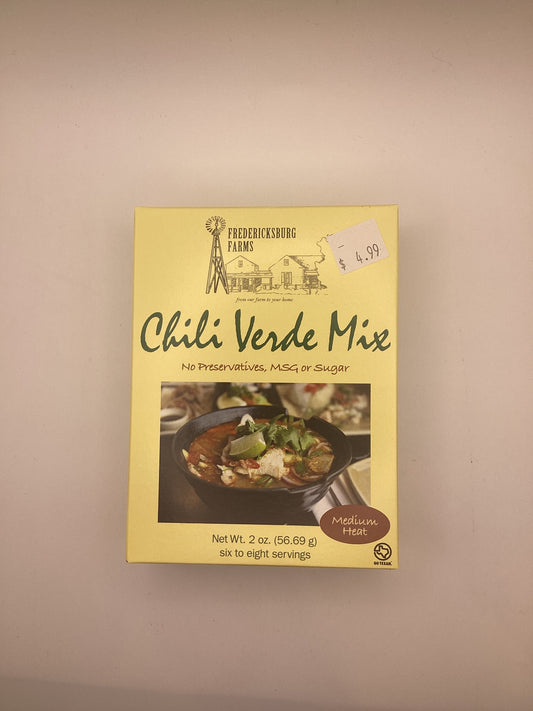 FREDERICKSBURG
FARMS
-
$ 4.99
from our farm to your home
Chili Verde Mix
No Preservatives, MSG or Sugar
Medium
Heat
Net Wt. 2 oz. (56.69 g)
six to eight servings
GO TEXAN.